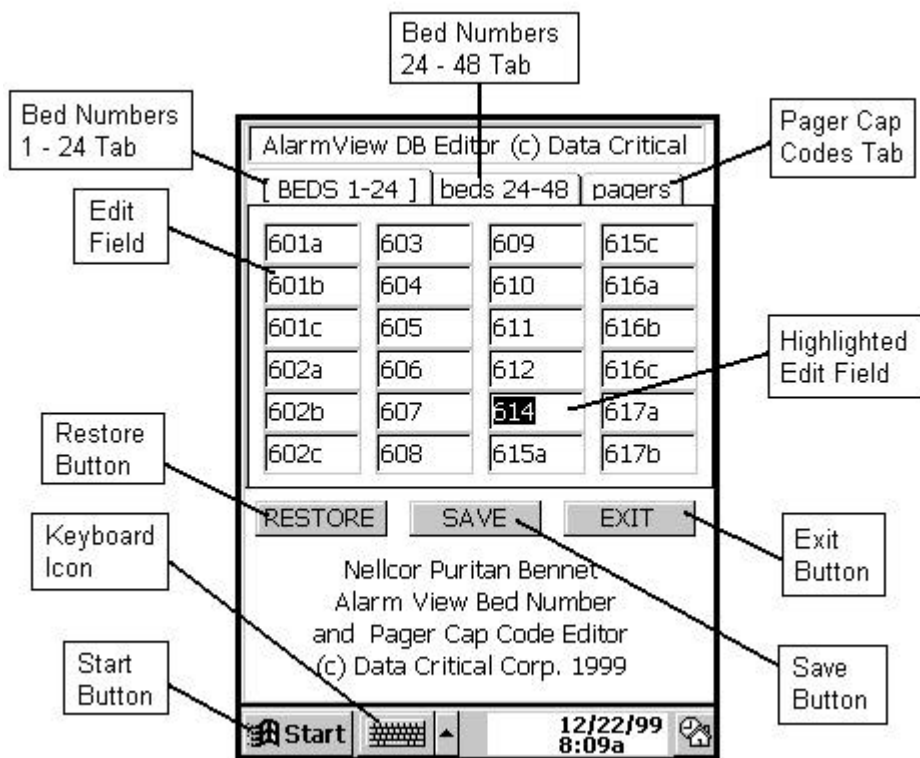 Bed Numbers
24 - 48 Tab
Bed Numbers
1 - 24 Tab
Pager Cap
Codes Tab
Edit
Field
Highlighted
Edit Field
Restore
Button
Keyboard
Icon
Exit
Button
Start
Button
Save
Button
AlarmView DB Editor (c) Data Critical
[ BEDS 1-24 ] beds 24-48 pagers
601a 603 609 615c
601b 604 610 616a
601c 605 611 616b
602a 606 612 616c
602b 607 614 617a
602c 608 615a 617b
RESTORE SAVE EXIT
Nellcor Puritan Bennet
Alarm View Bed Number
and Pager Cap Code Editor
(c) Data Critical Corp. 1999
Start 12/22/99
8:09a